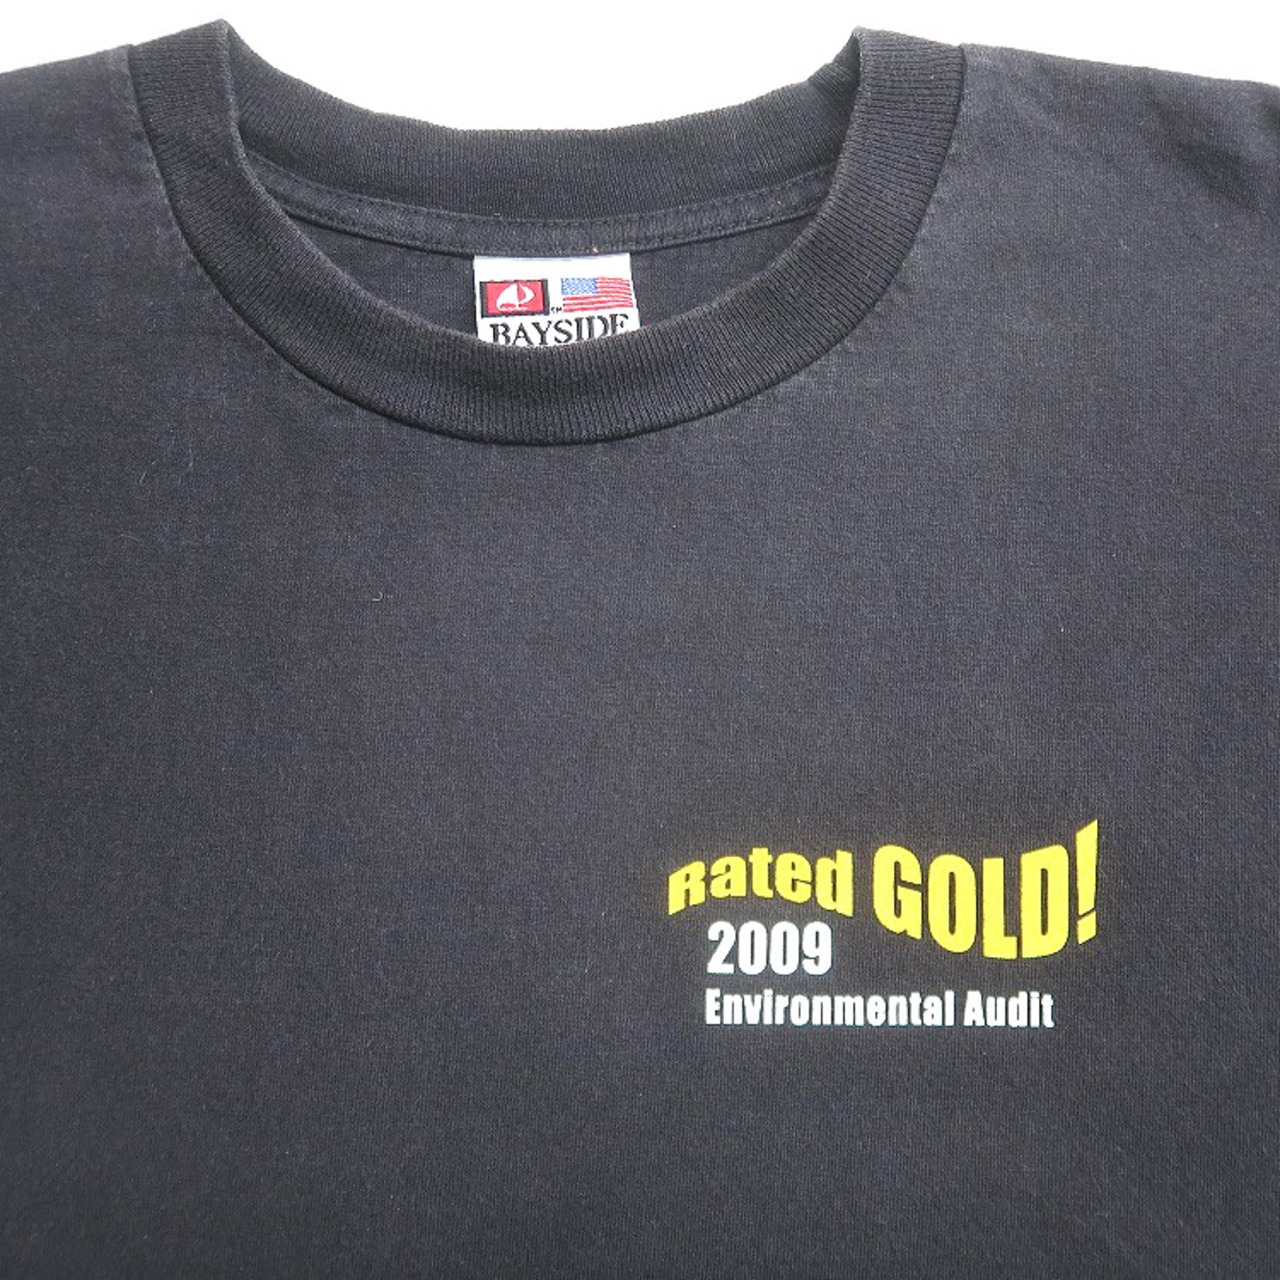 BAYSIDE
Rated GOLD!
2009
Environmental Audit